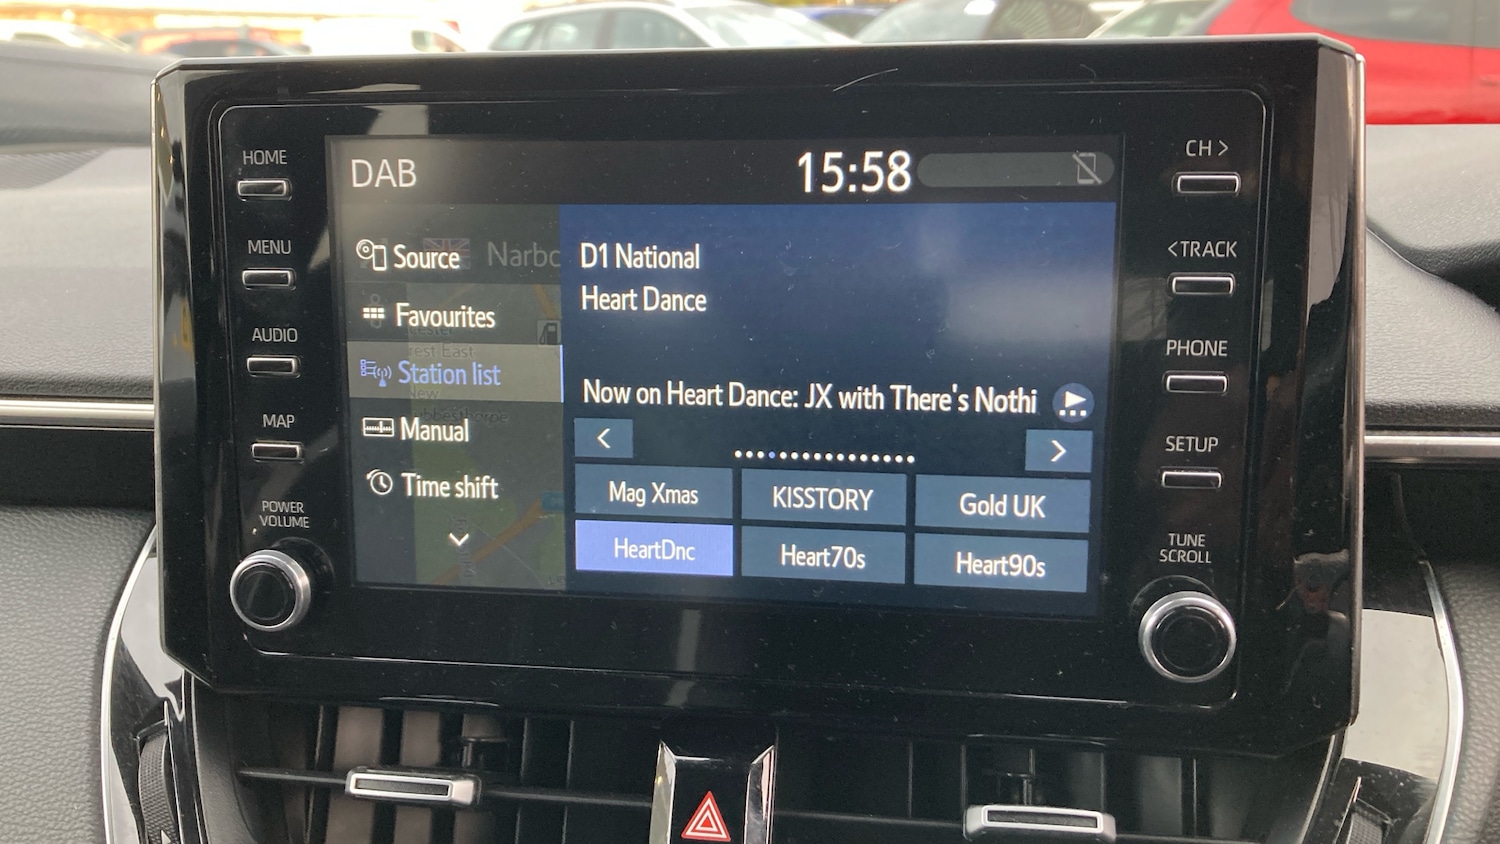 HOME
MENU
AUDIO
MAP
POWER
VOLUME
DAB
15:58
Source
Narbo
Favourites
Station list
Manual
Time shift
D1 National
Heart Dance
Now on Heart Dance: JX with There's Nothi
Mag Xmas
KISSTORY
Gold UK
HeartDnc
Heart70s
Heart90s
CH >
<TRACK
PHONE
SETUP
TUNE
SCROLL